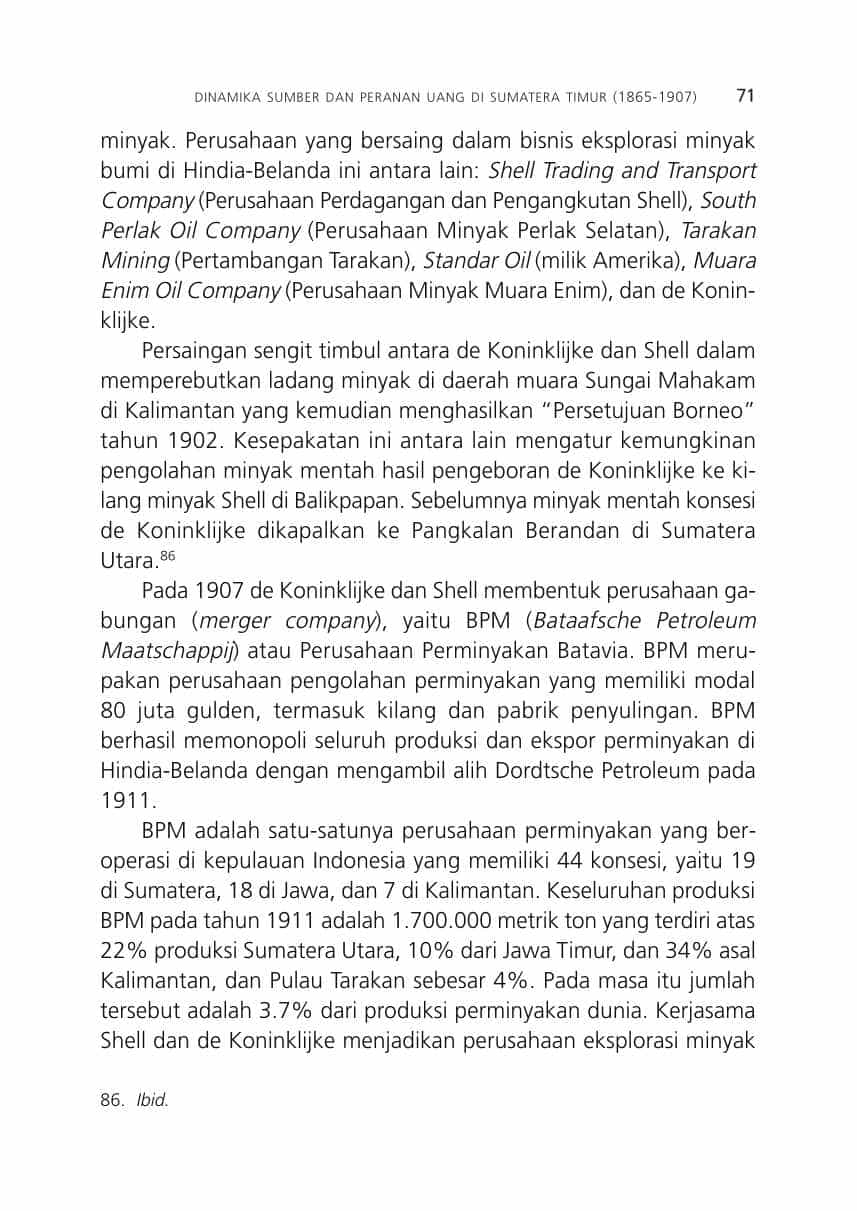 DINAMIKA SUMBER DAN PERANAN UANG DI SUMATERA TIMUR (1865-1907) 71
minyak. Perusahaan yang bersaing dalam bisnis eksplorasi minyak
bumi di Hindia-Belanda ini antara lain: Shell Trading and Transport
Company (Perusahaan Perdagangan dan Pengangkutan Shell), South
Perlak Oil Company (Perusahaan Minyak Perlak Selatan), Tarakan
Mining (Pertambangan Tarakan), Standar Oil (milik Amerika), Muara
Enim Oil Company (Perusahaan Minyak Muara Enim), dan de Konin-
klijke.
Persaingan sengit timbul antara de Koninklijke dan Shell dalam
memperebutkan ladang minyak di daerah muara Sungai Mahakam
di Kalimantan yang kemudian menghasilkan “Persetujuan Borneo”
tahun 1902. Kesepakatan ini antara lain mengatur kemungkinan
pengolahan minyak mentah hasil pengeboran de Koninklijke ke ki-
lang minyak Shell di Balikpapan. Sebelumnya minyak mentah konsesi
de Koninklijke dikapalkan ke Pangkalan Berandan di Sumatera
Utara.86
Pada 1907 de Koninklijke dan Shell membentuk perusahaan ga-
bungan (merger company), yaitu BPM (Bataafsche Petroleum
Maatschappij) atau Perusahaan Perminyakan Batavia. BPM meru-
pakan perusahaan pengolahan perminyakan yang memiliki modal
80 juta gulden, termasuk kilang dan pabrik penyulingan. BPM
berhasil memonopoli seluruh produksi dan ekspor perminyakan di
Hindia-Belanda dengan mengambil alih Dordtsche Petroleum pada
1911.
BPM adalah satu-satunya perusahaan perminyakan yang ber-
operasi di kepulauan Indonesia yang memiliki 44 konsesi, yaitu 19
di Sumatera, 18 di Jawa, dan 7 di Kalimantan. Keseluruhan produksi
BPM pada tahun 1911 adalah 1.700.000 metrik ton yang terdiri atas
22% produksi Sumatera Utara, 10% dari Jawa Timur, dan 34% asal
Kalimantan, dan Pulau Tarakan sebesar 4%. Pada masa itu jumlah
tersebut adalah 3.7% dari produksi perminyakan dunia. Kerjasama
Shell dan de Koninklijke menjadikan perusahaan eksplorasi minyak
86. Ibid.